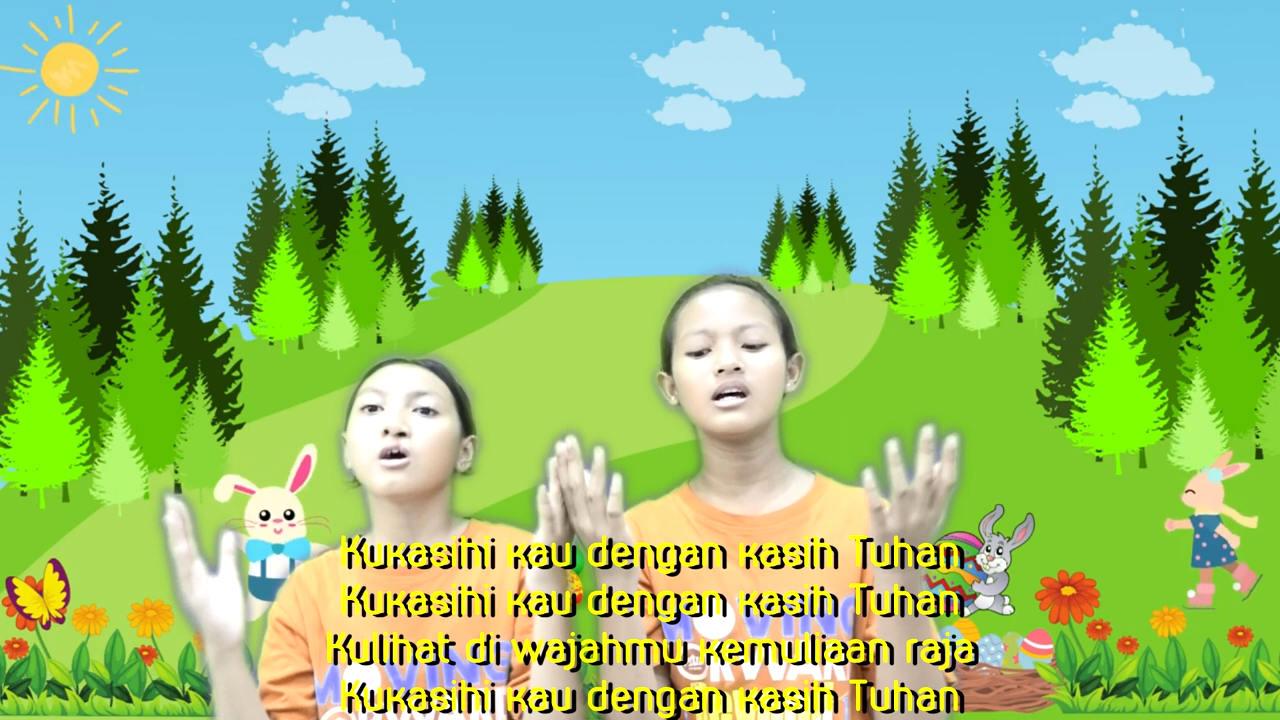 Kukasihi kau dengan kasih Tuhan
Kukasihi kau dengan kasih Tuhan
Kulihat di wajahmu kemuliaan raja
Kukasihi kau dengan kasih Tuhan
MOVING